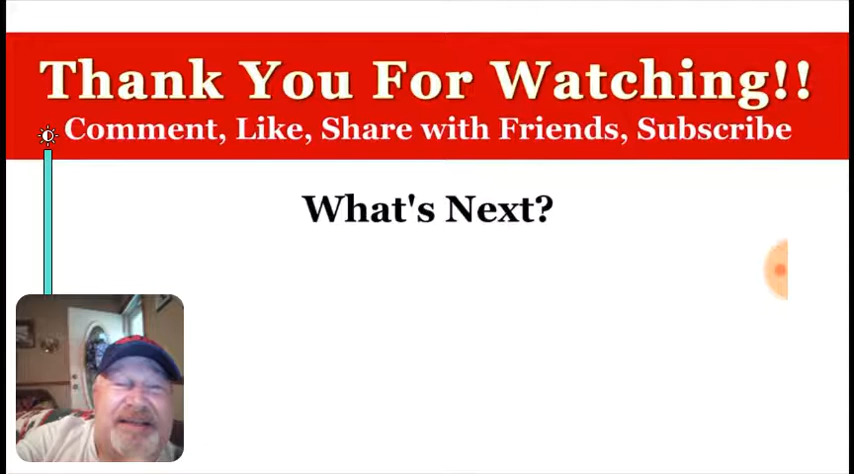 Thank You For Watching!!
Comment, Like, Share with Friends, Subscribe
What's Next?